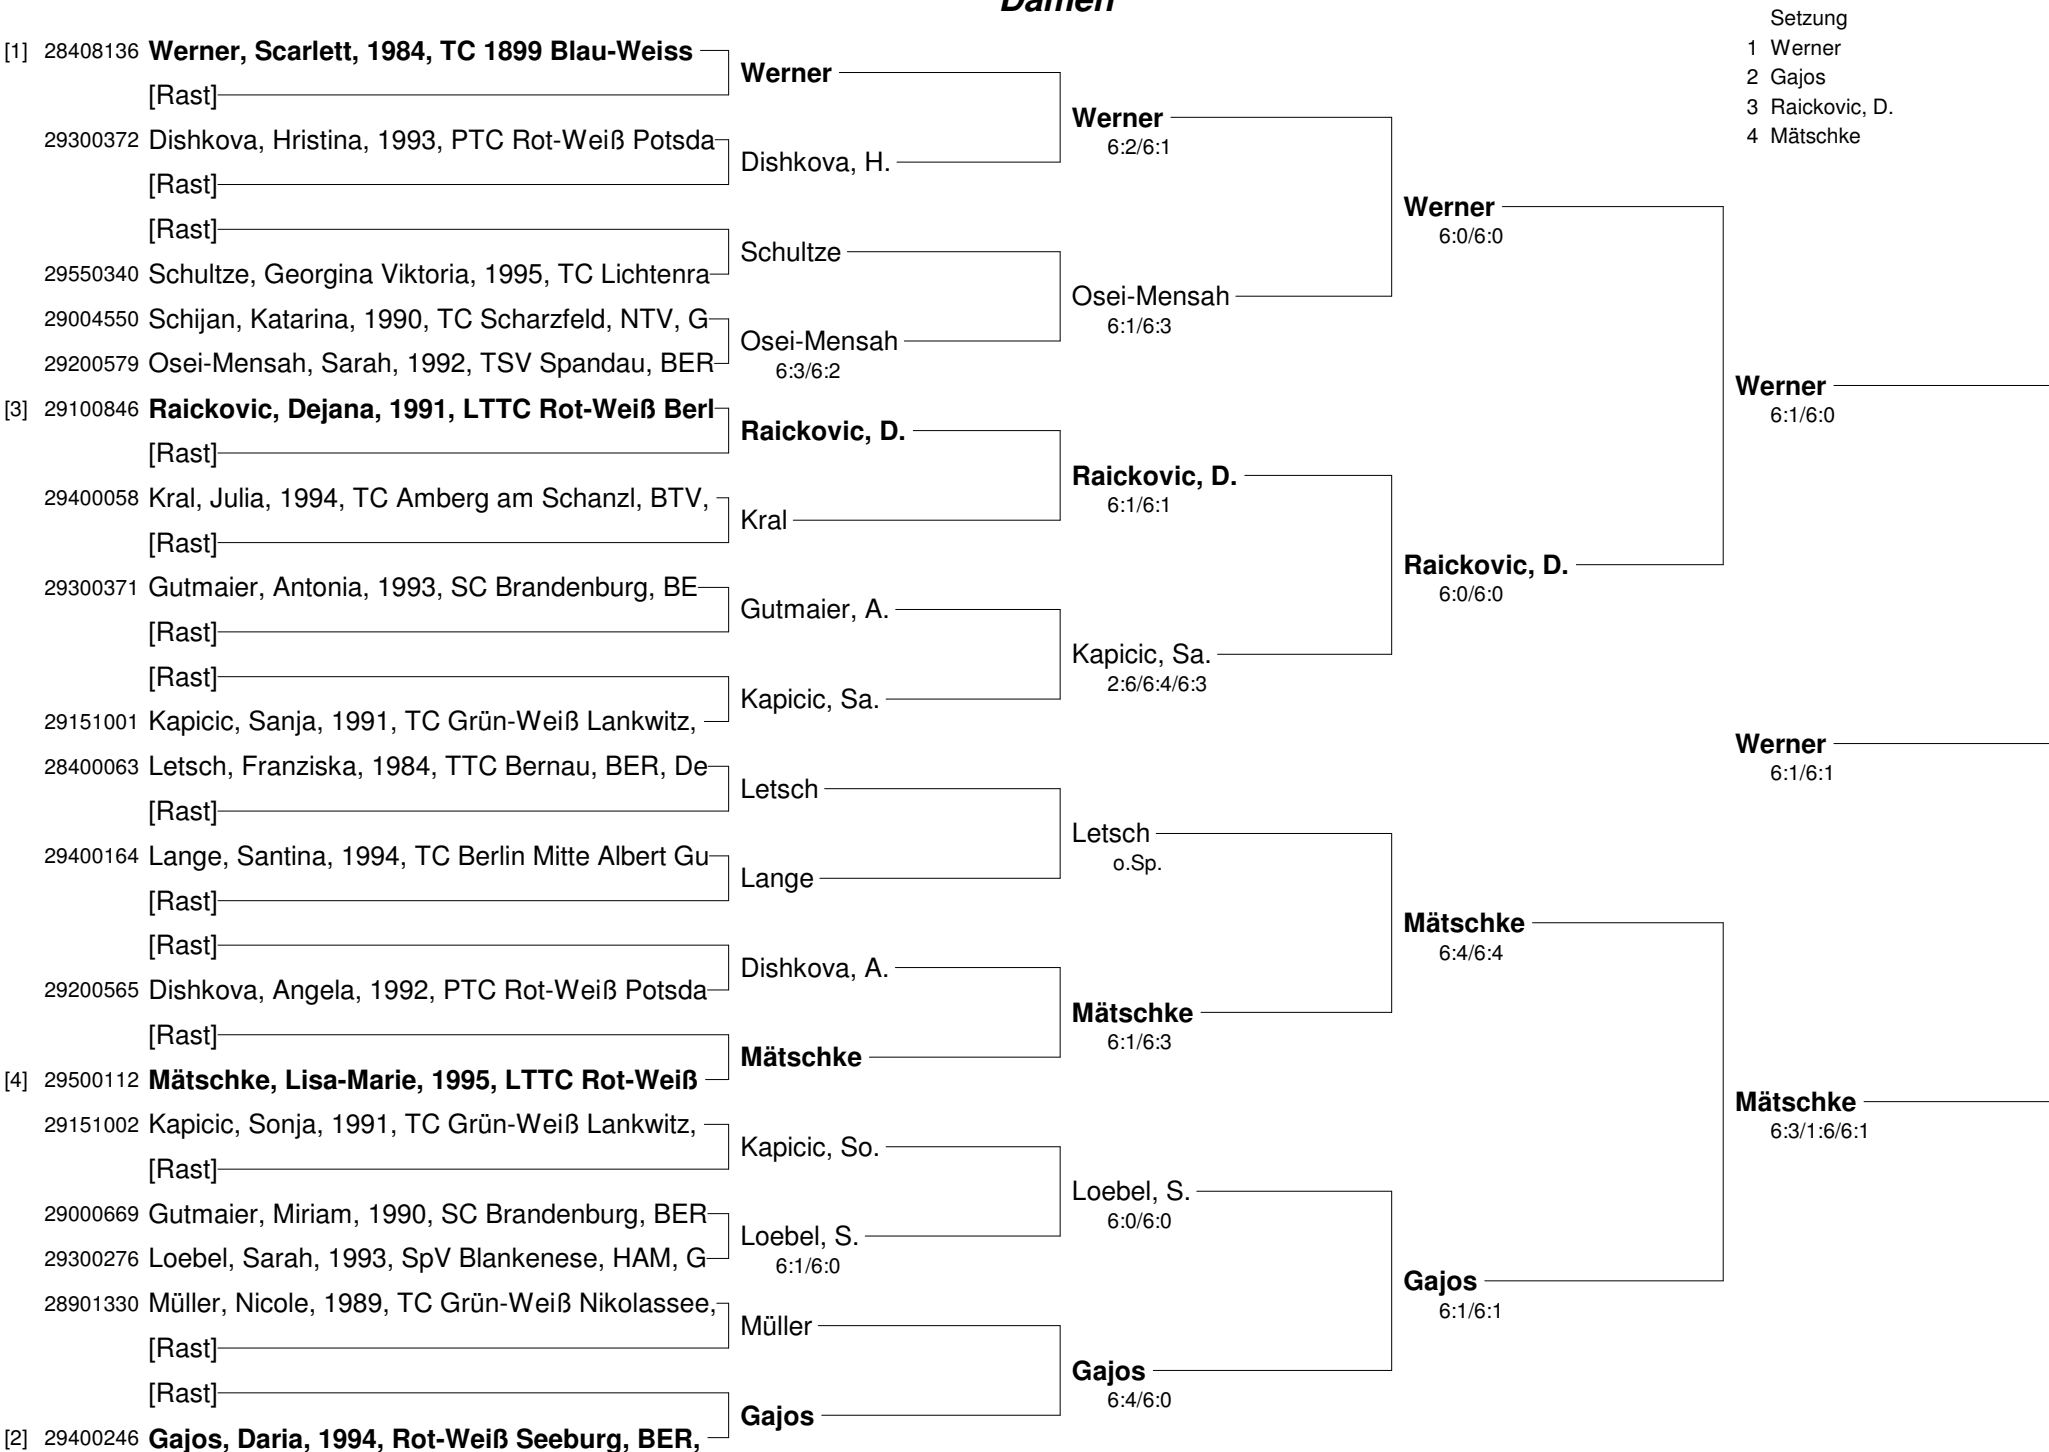 Damen
Setzung
1 Werner
2 Gajos
3 Raickovic, D.
4 Mätschke
[1] 28408136 Werner, Scarlett, 1984, TC 1899 Blau-Weiss
[Rast]
29300372 Dishkova, Hristina, 1993, PTC Rot-Weiß Potsda
[Rast]
[Rast]
29550340 Schultze, Georgina Viktoria, 1995, TC Lichtenra
29004550 Schijan, Katarina, 1990, TC Scharzfeld, NTV, G
29200579 Osei-Mensah, Sarah, 1992, TSV Spandau, BER
[3] 29100846 Raickovic, Dejana, 1991, LTTC Rot-Weiß Berl
[Rast]
29400058 Kral, Julia, 1994, TC Amberg am Schanzl, BTV,
[Rast]
29300371 Gutmaier, Antonia, 1993, SC Brandenburg, BE
[Rast]
[Rast]
29151001 Kapicic, Sanja, 1991, TC Grün-Weiß Lankwitz,
28400063 Letsch, Franziska, 1984, TTC Bernau, BER, De
[Rast]
29400164 Lange, Santina, 1994, TC Berlin Mitte Albert Gu
[Rast]
[Rast]
29200565 Dishkova, Angela, 1992, PTC Rot-Weiß Potsda
[Rast]
[4] 29500112 Mätschke, Lisa-Marie, 1995, LTTC Rot-Weiß
29151002 Kapicic, Sonja, 1991, TC Grün-Weiß Lankwitz,
[Rast]
29000669 Gutmaier, Miriam, 1990, SC Brandenburg, BER
29300276 Loebel, Sarah, 1993, SpV Blankenese, HAM, G
28901330 Müller, Nicole, 1989, TC Grün-Weiß Nikolassee,
[Rast]
[Rast]
[2] 29400246 Gajos, Daria, 1994, Rot-Weiß Seeburg, BER,
Werner
Dishkova, H.
Schultze
Osei-Mensah
6:3/6:2
Raickovic, D.
Kral
Gutmaier, A.
Kapicic, Sa.
Letsch
Lange
Dishkova, A.
Mätschke
Kapicic, So.
Loebel, S.
6:1/6:0
Müller
Gajos
Werner
6:2/6:1
Osei-Mensah
6:1/6:3
Raickovic, D.
6:1/6:1
Kapicic, Sa.
2:6/6:4/6:3
Letsch
o.Sp.
Mätschke
6:1/6:3
Loebel, S.
6:0/6:0
Gajos
6:4/6:0
Werner
6:0/6:0
Raickovic, D.
6:0/6:0
Mätschke
6:4/6:4
Gajos
6:1/6:1
Werner
6:1/6:0
Werner
6:1/6:1
Mätschke
6:3/1:6/6:1